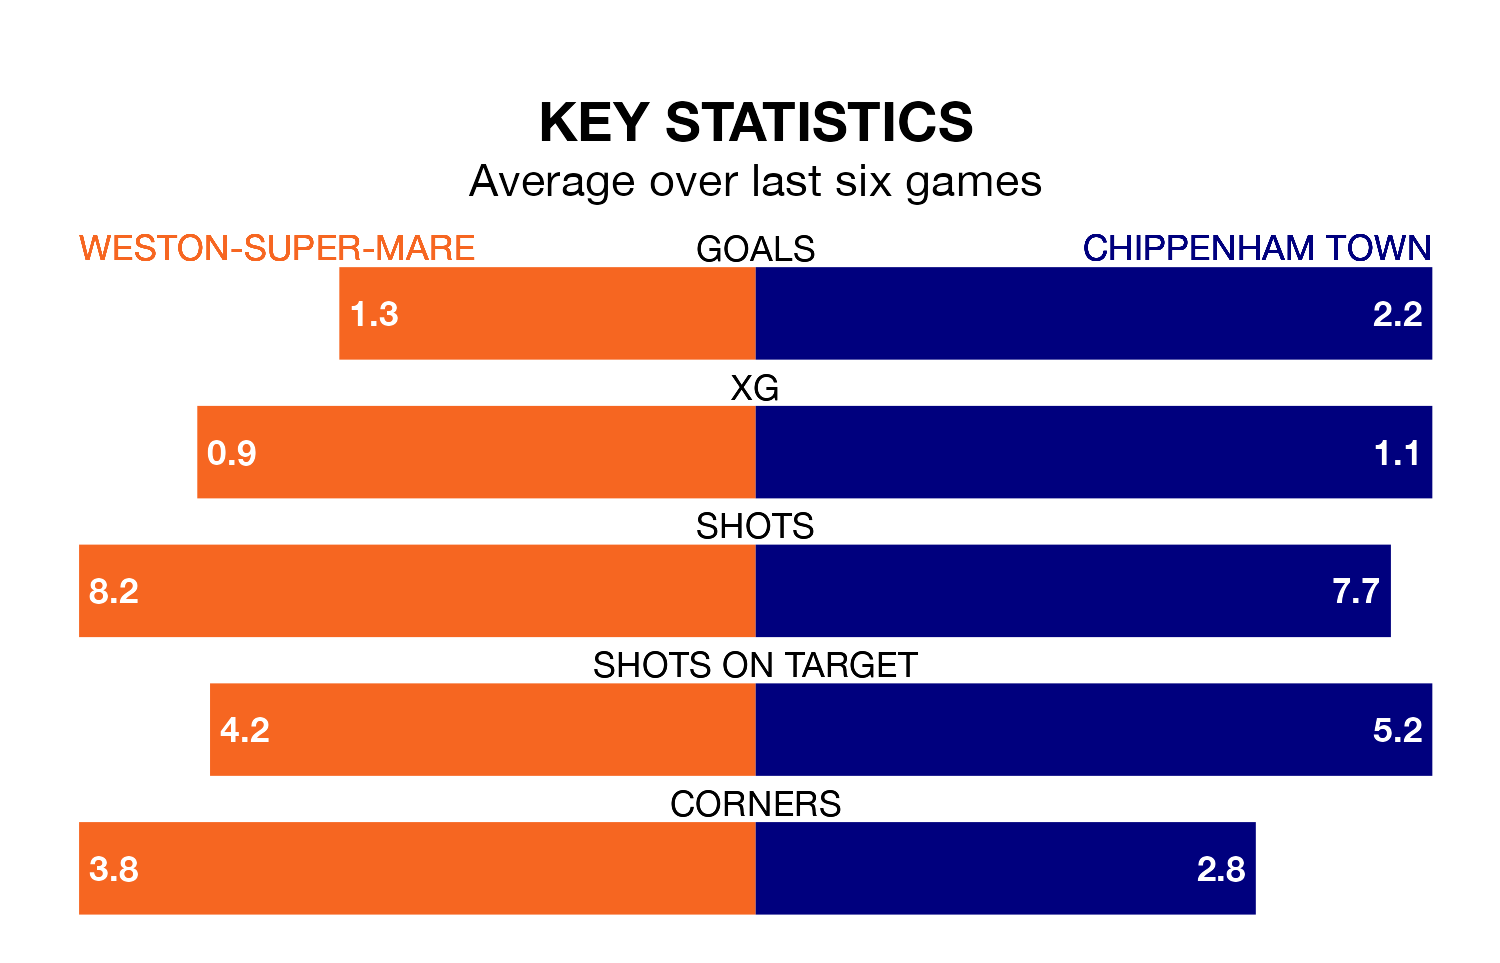 KEY STATISTICS
Average over last six games
WESTON-SUPER-MARE GOALS CHIPPENHAM TOWN
1.3 2.2
XG
0.9 1.1
SHOTS
8.2 7.7
SHOTS ON TARGET
4.2 5.2
CORNERS
3.8 2.8